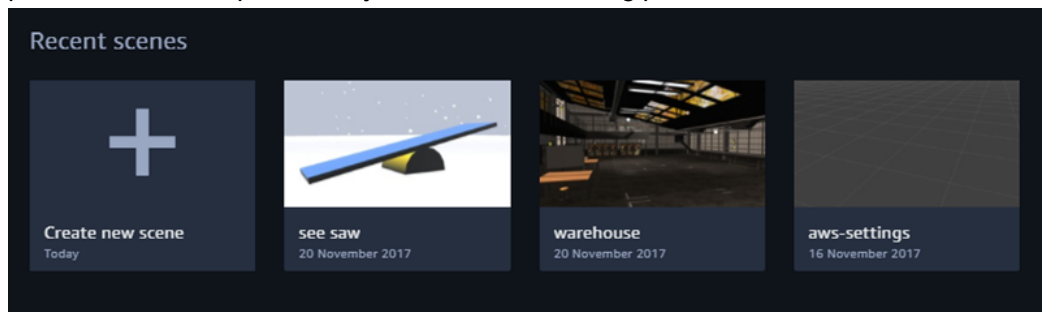 Recent scenes
Create new scene
Today
see saw
20 November 2017
warehouse
20 November 2017
aws-settings
16 November 2017